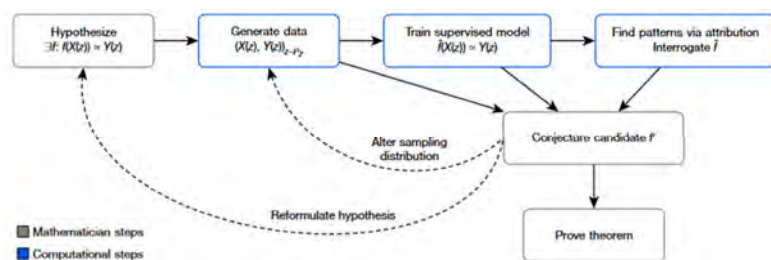 Hypothesize
∃f: f(X(z)) ≈ Y(z)
Generate data
(X(z), Y(z))z~Pz
Train supervised model
f̂(X(z)) ≈ Y(z)
Find patterns via attribution
Interrogate f̂
Alter sampling
distribution
Conjecture candidate f′
Reformulate hypothesis
Prove theorem
Mathematician steps
Computational steps